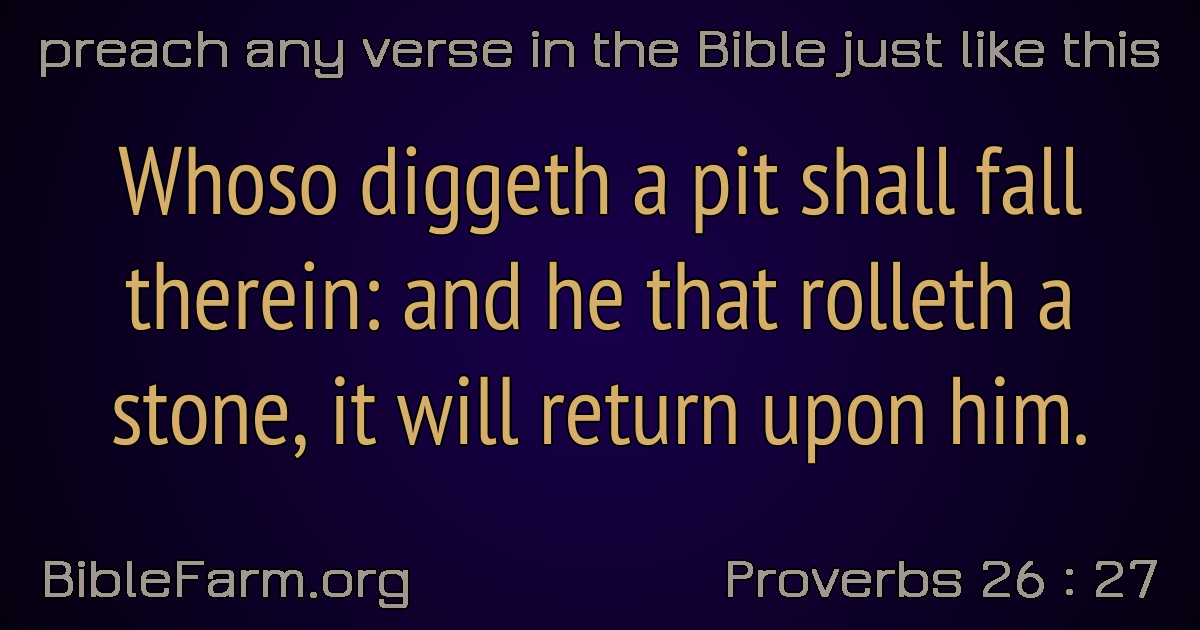 preach any verse in the Bible just like this
Whoso diggeth a pit shall fall
therein: and he that rolleth a
stone, it will return upon him.
BibleFarm.org
Proverbs 26 : 27